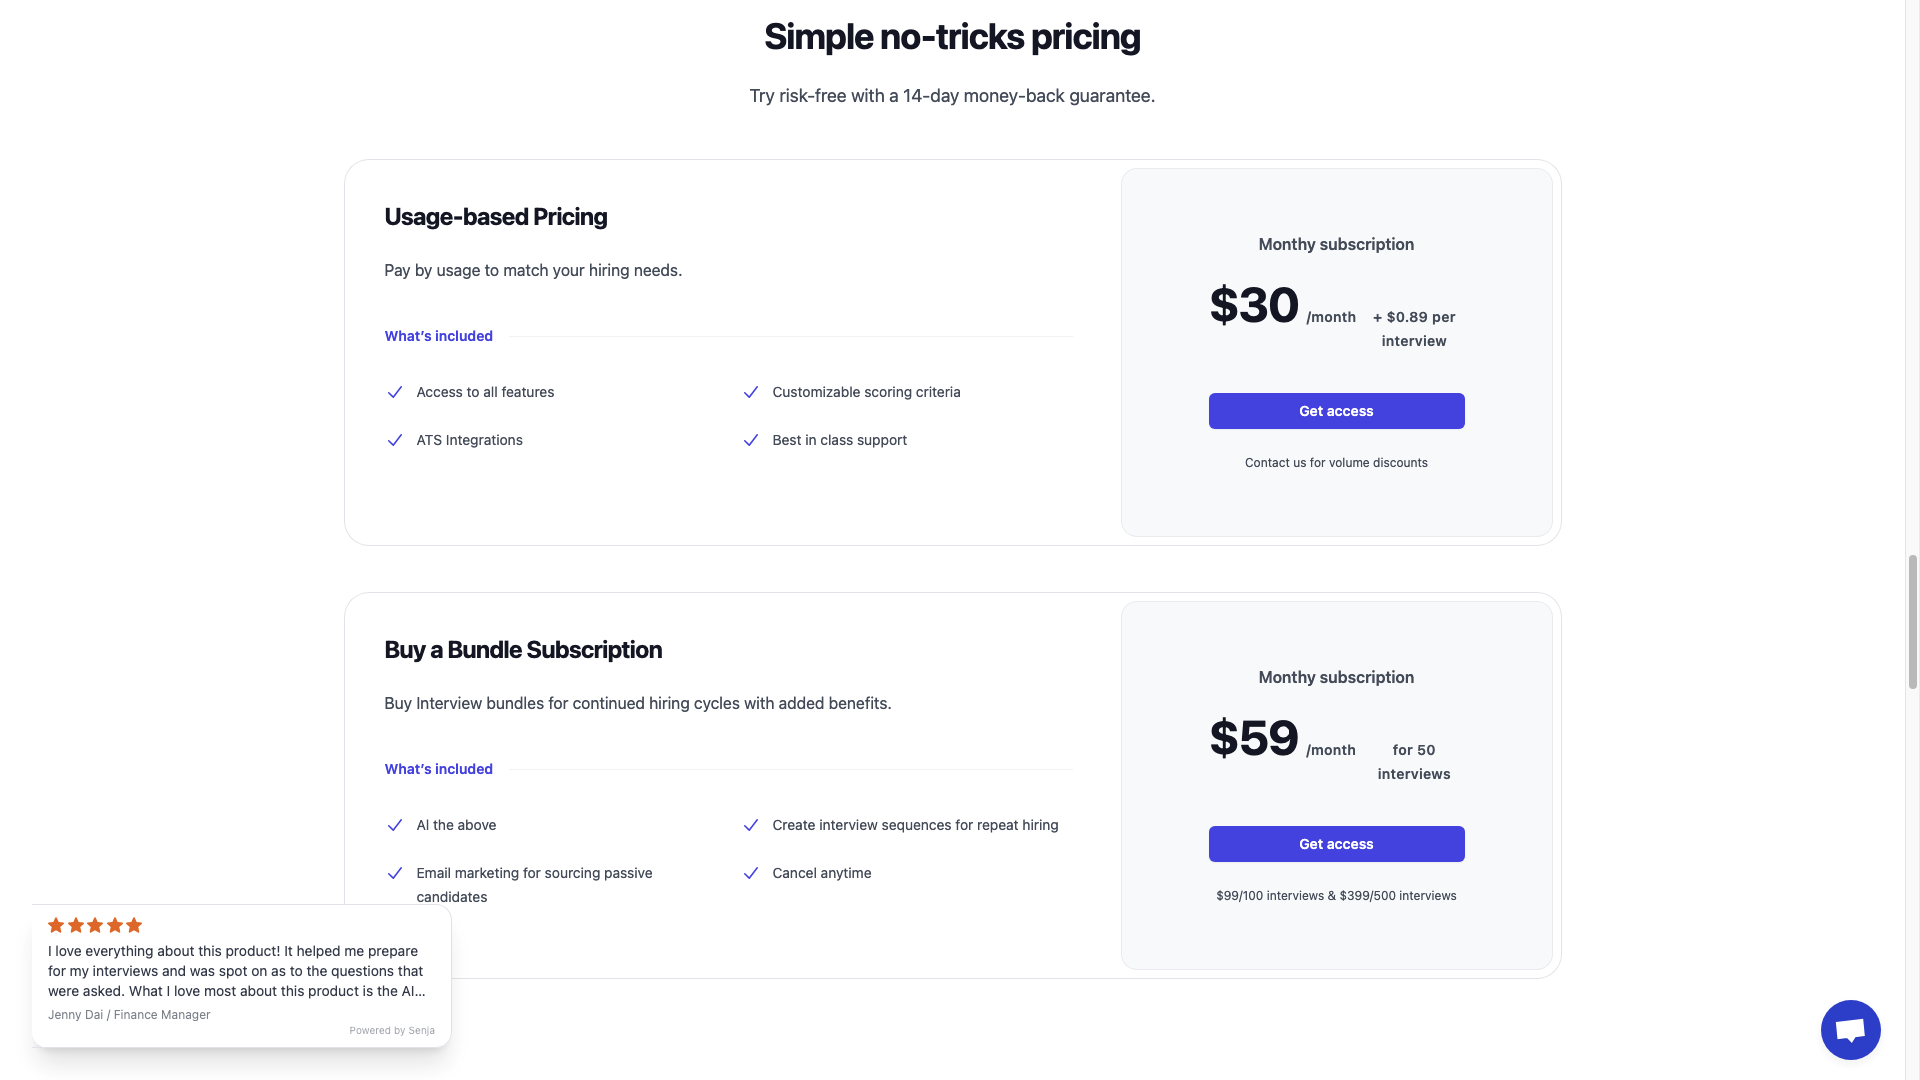 Simple no-tricks pricing
Try risk-free with a 14-day money-back guarantee.
Usage-based Pricing
Pay by usage to match your hiring needs.
What's included
Access to all features
Customizable scoring criteria
ATS Integrations
Best in class support
Monthy subscription
$30 /month + $0.89 per
interview
Get access
Contact us for volume discounts
Buy a Bundle Subscription
Buy Interview bundles for continued hiring cycles with added benefits.
What's included
Al the above
Create interview sequences for repeat hiring
Email marketing for sourcing passive
candidates
Cancel anytime
Monthy subscription
$59 /month for 50
interviews
Get access
$99/100 interviews & $399/500 interviews
I love everything about this product! It helped me prepare
for my interviews and was spot on as to the questions that
were asked. What I love most about this product is the AI...
Jenny Dai / Finance Manager
Powered by Senja